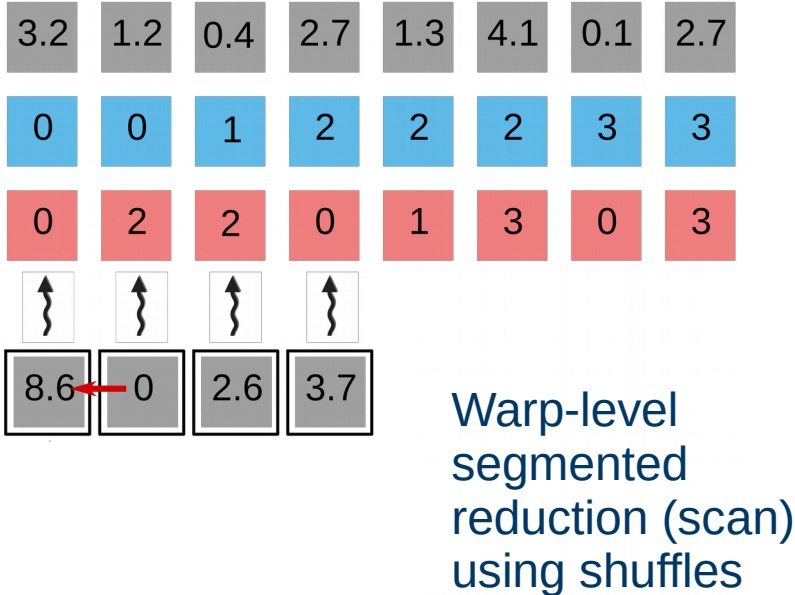 3.2 1.2 0.4 2.7 1.3 4.1 0.1 2.7
0 0 1 2 2 2 3 3
0 2 2 0 1 3 0 3
8.6 0 2.6 3.7
Warp-level
segmented
reduction (scan)
using shuffles